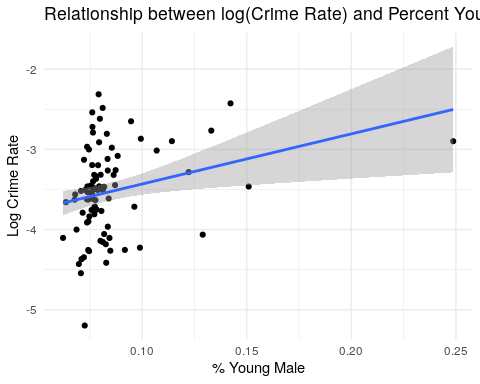 Relationship between log(Crime Rate) and Percent You
-2
-3
-4
-5
Log Crime Rate
0.10
0.15
0.20
0.25
% Young Male